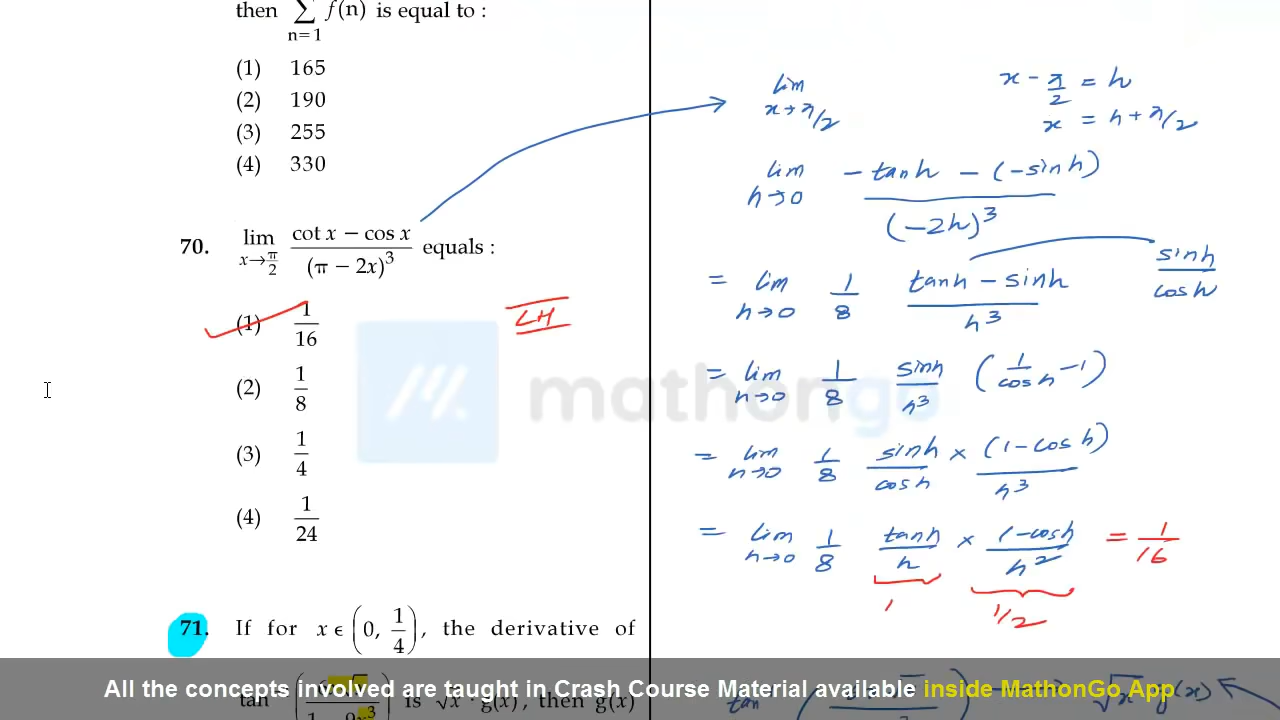 then ∑ f(n) is equal to :
n=1
(1) 165
(2) 190
(3) 255
(4) 330
70. lim x→π/2 (cot x − cos x)/(π − 2x)³ equals :
(1) 1/16
(2) 1/8
(3) 1/4
(4) 1/24
LH
71. If for x ϵ (0, 1/4), the derivative of
is √x · g(x), then g(x)
lim x→π/2
x − π/2 = h
x = h + π/2
lim h→0 (−tanh − (−sinh))/(−2h)³
= lim h→0 1/8 (tanh − sinh)/h³
sinh/cosh
= lim h→0 1/8 sinh/h³ (1/cosh − 1)
= lim h→0 1/8 sinh/cosh × (1−cosh)/h³
= lim h→0 1/8 tanh/h × (1−cosh)/h² = 1/16
1 1/2
√x g(x)
mathongo
All the concepts involved are taught in Crash Course Material available inside MathonGo App